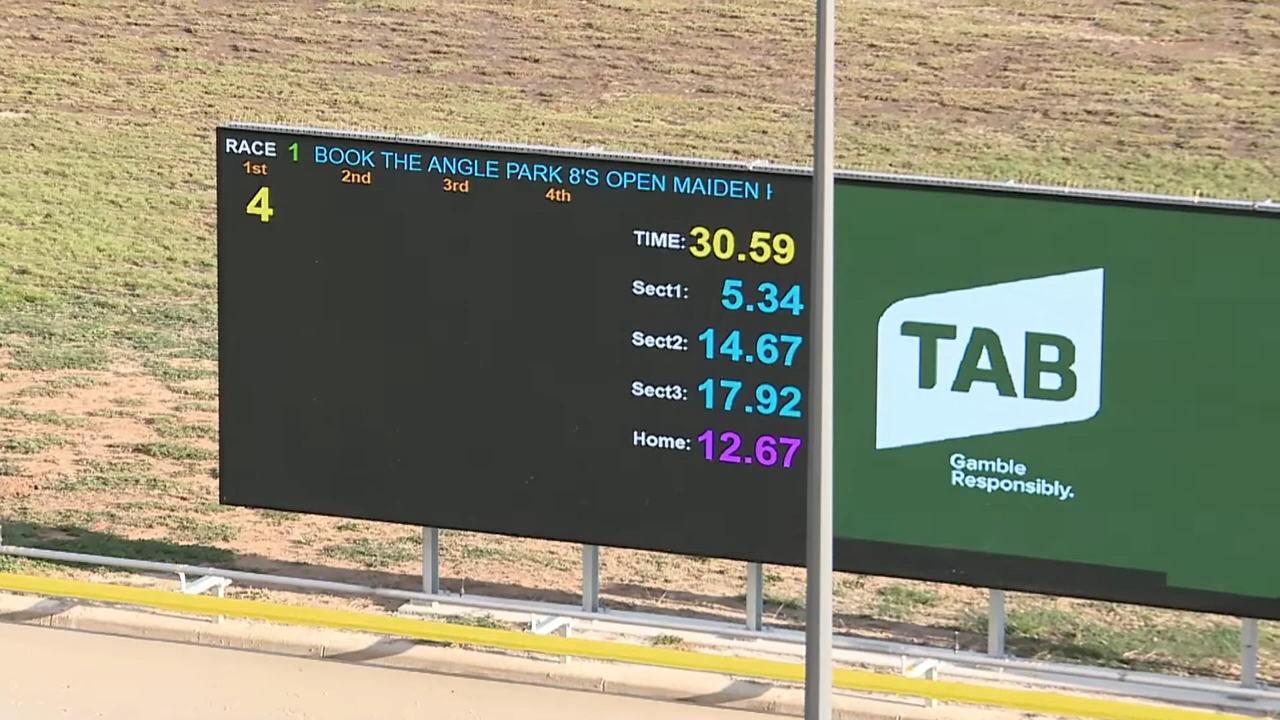 RACE 1 BOOK THE ANGLE PARK 8'S OPEN MAIDEN
1st 2nd 3rd 4th
4
TIME: 30.59
Sect1: 5.34
Sect2: 14.67
Sect3: 17.92
Home: 12.67
TAB
Gamble
Responsibly.